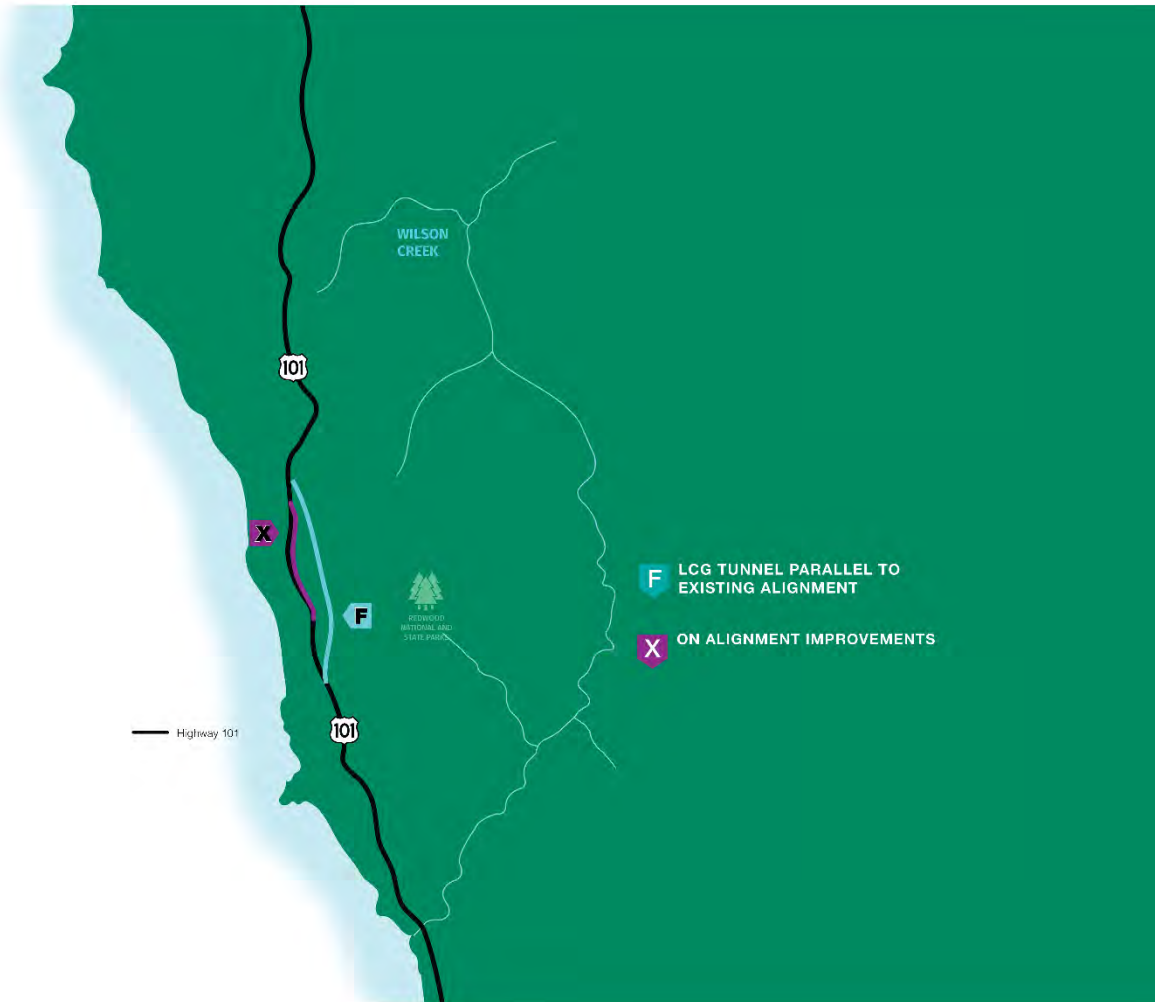 WILSON
CREEK
101
X
F
REDWOOD
NATIONAL AND
STATE PARKS
F LCG TUNNEL PARALLEL TO
EXISTING ALIGNMENT
X ON ALIGNMENT IMPROVEMENTS
101
Highway 101